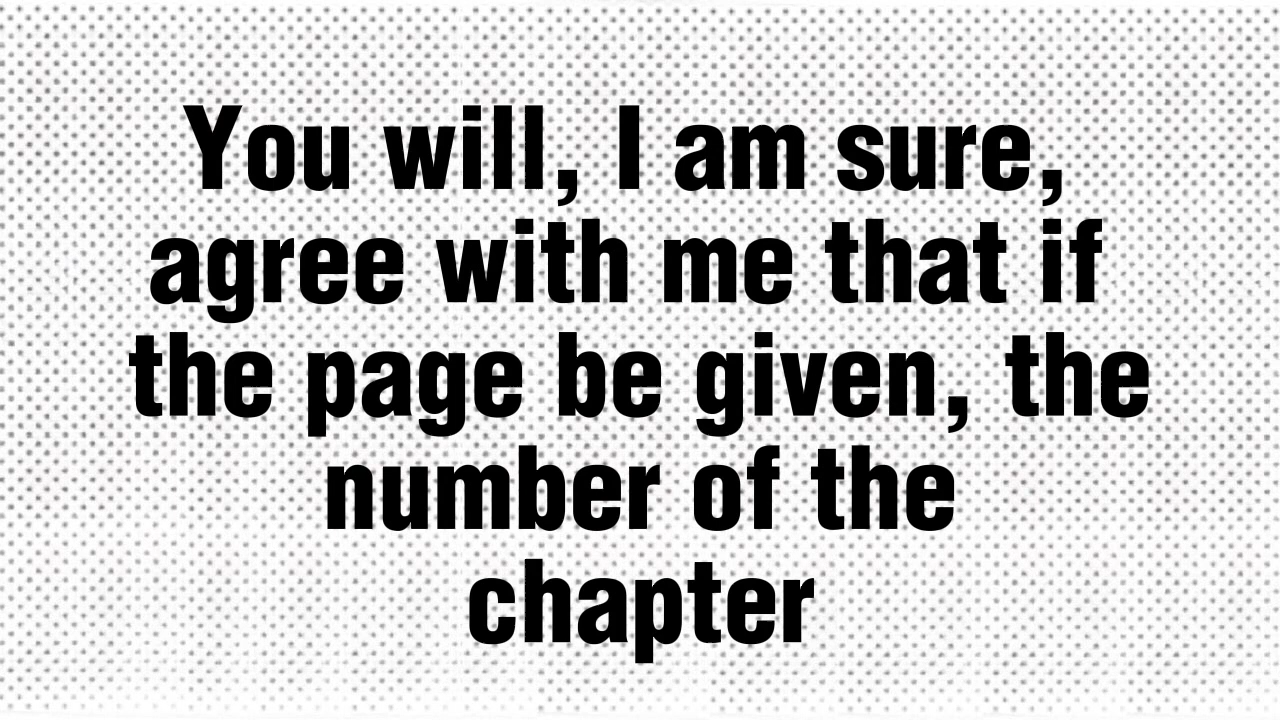 You will, I am sure,
agree with me that if
the page be given, the
number of the
chapter